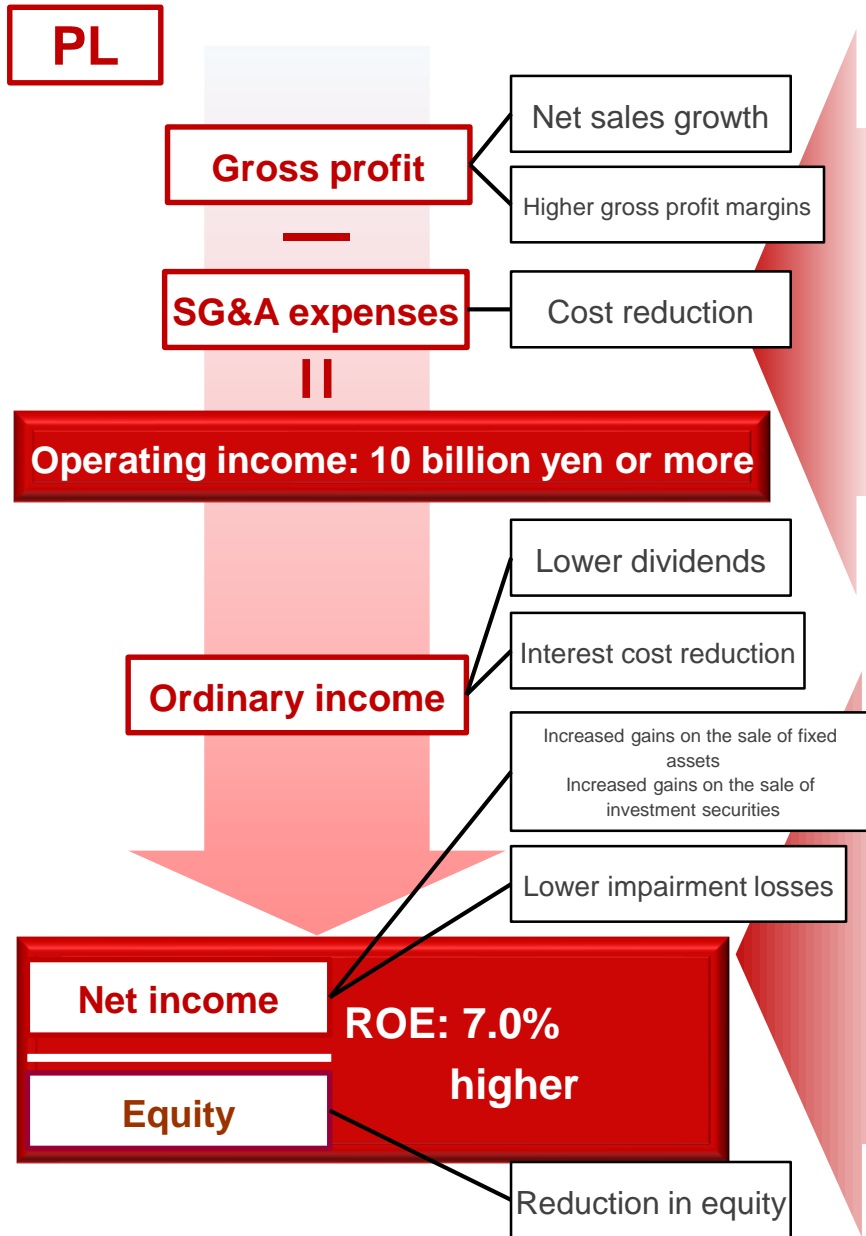 PL
Net sales growth
Gross profit
Higher gross profit margins
SG&A expenses
Cost reduction
Operating income: 10 billion yen or more
Lower dividends
Interest cost reduction
Ordinary income
Increased gains on the sale of fixed
assets
Increased gains on the sale of
investment securities
Lower impairment losses
Net income
ROE: 7.0%
higher
Equity
Reduction in equity